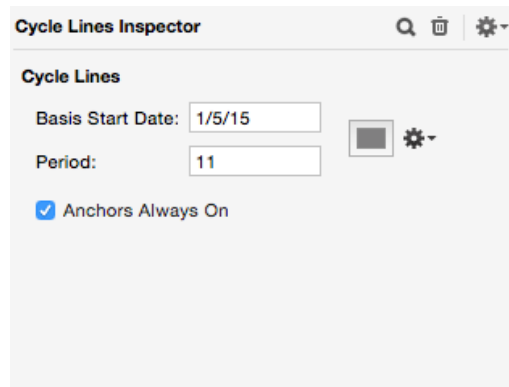 Cycle Lines Inspector
Cycle Lines
Basis Start Date: 1/5/15
Period: 11
Anchors Always On